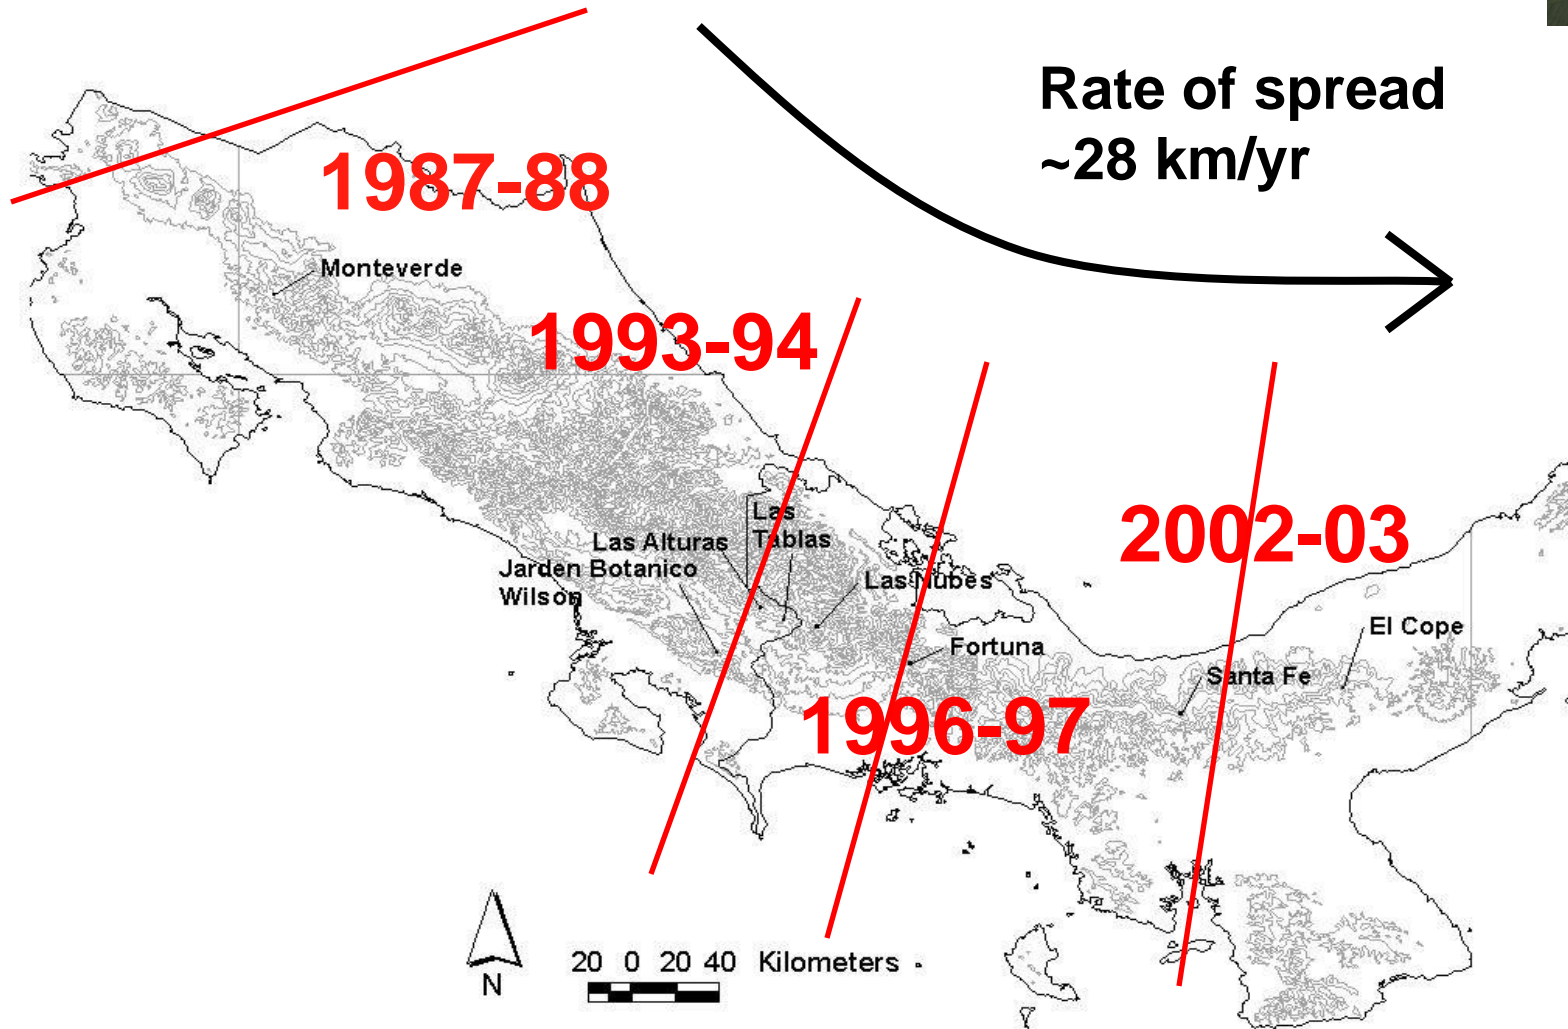 Rate of spread
~28 km/yr
1987-88
Monteverde
1993-94
Las
Tablas
Las Alturas
Jarden Botanico
Wilson
Las Nubes
2002-03
El Cope
Fortuna
Santa Fe
1996-97
20 0 20 40 Kilometers
N